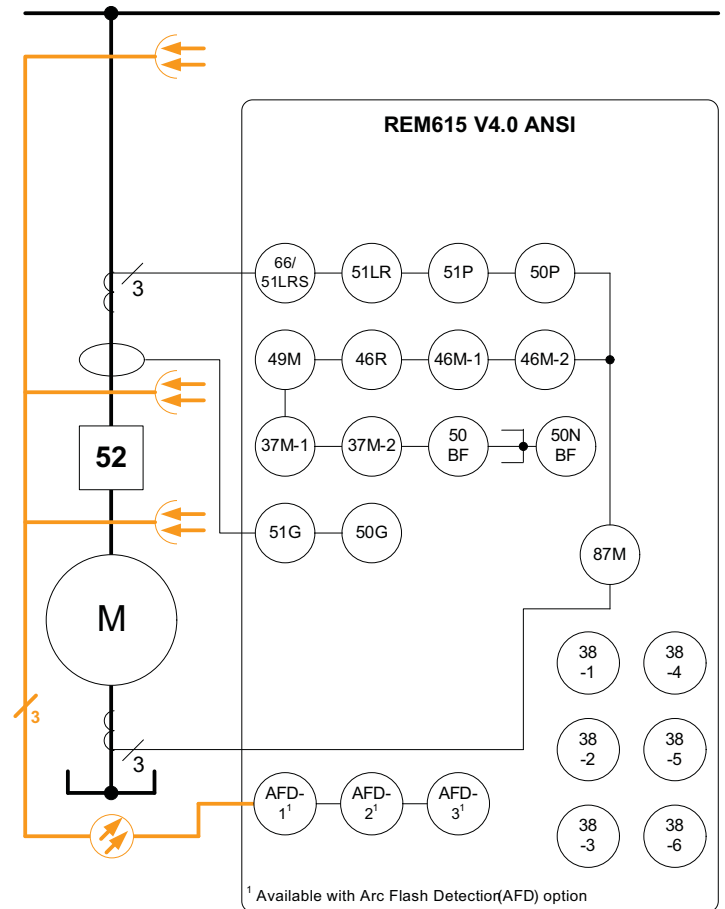 REM615 V4.0 ANSI
3
66/
51LRS
51LR
51P
50P
49M
46R
46M-1
46M-2
52
37M-1
37M-2
50
BF
50N
BF
51G
50G
87M
M
38
-1
38
-4
3
3
38
-2
38
-5
AFD-
1¹
AFD-
2¹
AFD-
3¹
38
-3
38
-6
¹ Available with Arc Flash Detection(AFD) option